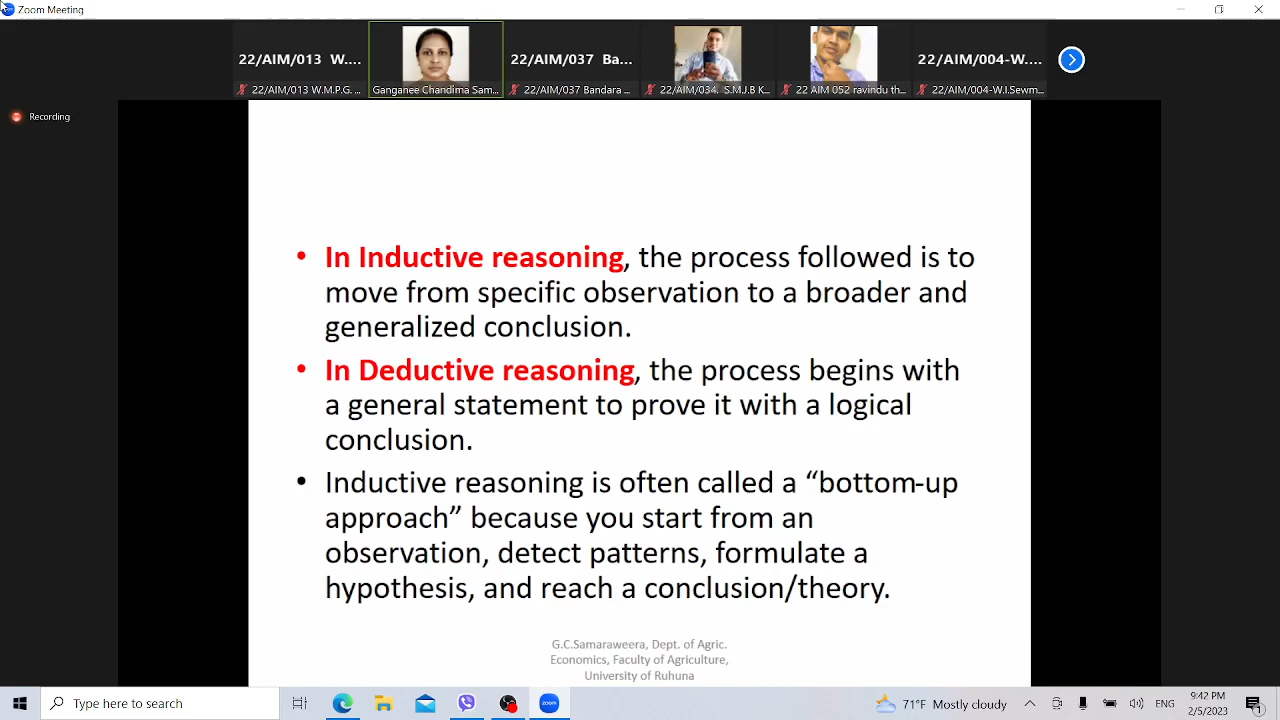 Zoom Meeting
22/AIM/013 W....
22/AIM/037 Ba...
22/AIM/004-W....
22/AIM/013 W.M.P.G. ...
Ganganee Chandima Sam...
22/AIM/037 Bandara ...
22/AIM/034. S.M.J.B K...
22 AIM 052 ravindu th...
22/AIM/004-W.I.Sewm...
Recording
• In Inductive reasoning, the process followed is to
move from specific observation to a broader and
generalized conclusion.
• In Deductive reasoning, the process begins with
a general statement to prove it with a logical
conclusion.
• Inductive reasoning is often called a “bottom-up
approach” because you start from an
observation, detect patterns, formulate a
hypothesis, and reach a conclusion/theory.
G.C.Samaraweera, Dept. of Agric.
Economics, Faculty of Agriculture,
University of Ruhuna
Type here to search
zoom
71°F Mostly cloudy
9:42 PM
2/5/2023
1